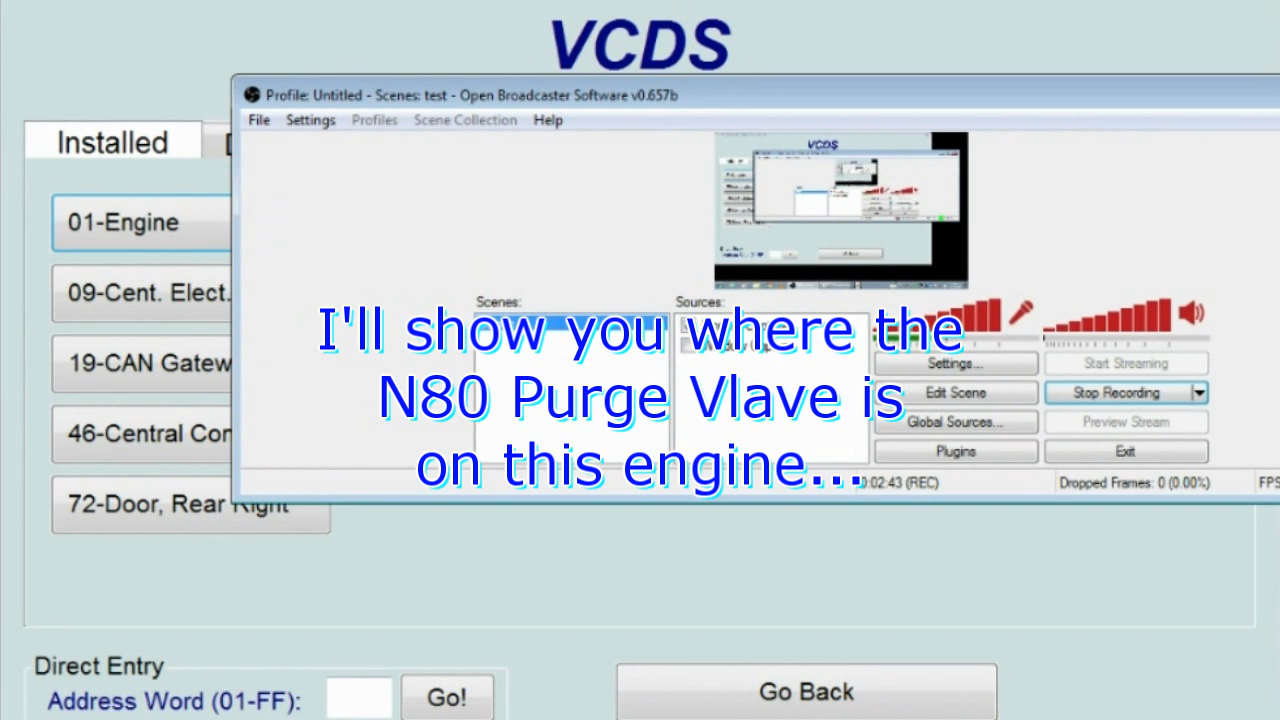 VCDS
Profile: Untitled - Scenes: test - Open Broadcaster Software v0.657b
File Settings Profiles Scene Collection Help
Installed
VCDS
01-Engine
09-Cent. Elect.
19-CAN Gatew
46-Central Con
72-Door, Rear Right
Scenes:
Sources:
I'll show you where the
N80 Purge Vlave is
on this engine...
Settings...
Start Streaming
Edit Scene
Stop Recording
Global Sources...
Preview Stream
Plugins
Exit
0:02:43 (REC)
Dropped Frames: 0 (0.00%)
FPS
Direct Entry
Address Word (01-FF):
Go!
Go Back